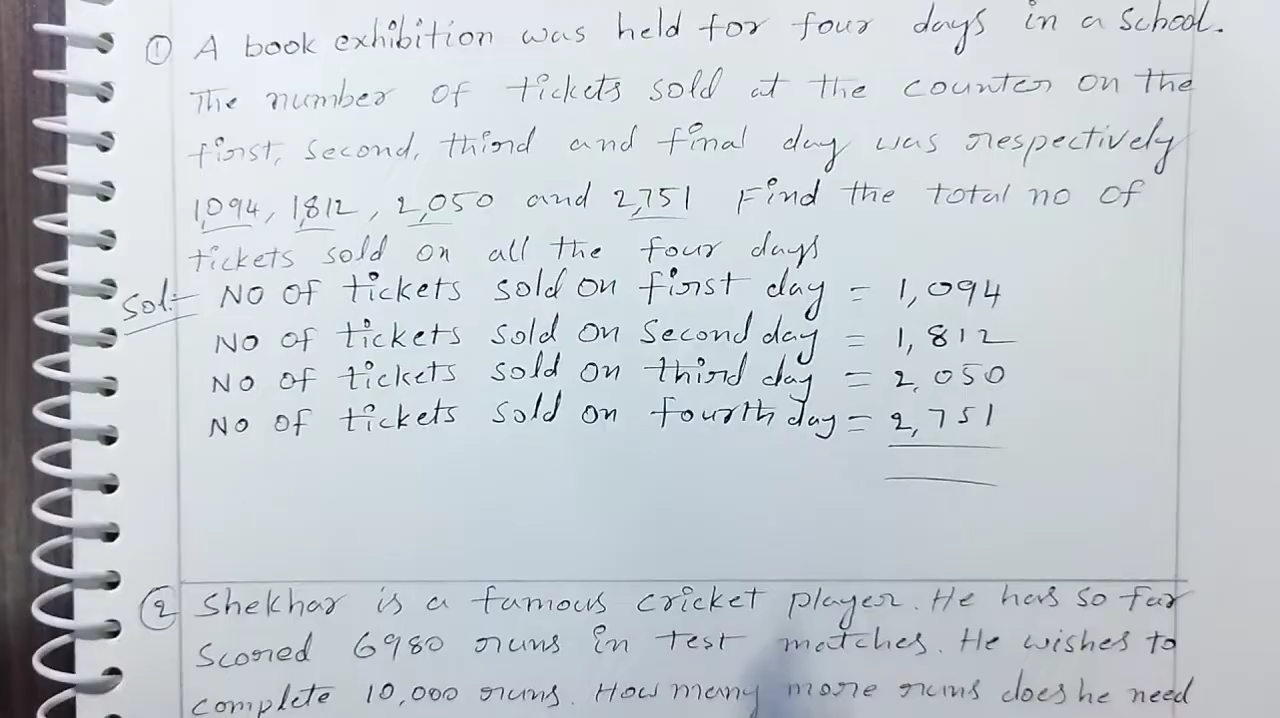 ① A book exhibition was held for four days in a school.
The number of tickets sold at the counter on the
first, second, third and final day was respectively
1,094, 1,812, 2,050 and 2,751 Find the total no of
tickets sold on all the four days
Sol:- NO OF tickets sold on first day = 1,094
NO OF tickets sold on second day = 1,812
NO OF tickets sold on third day = 2,050
NO OF tickets sold on fourth day = 2,751
② Shekhar is a famous cricket player. He has so far
scored 6980 runs in test matches. He wishes to
complete 10,000 runs. How many more runs does he need